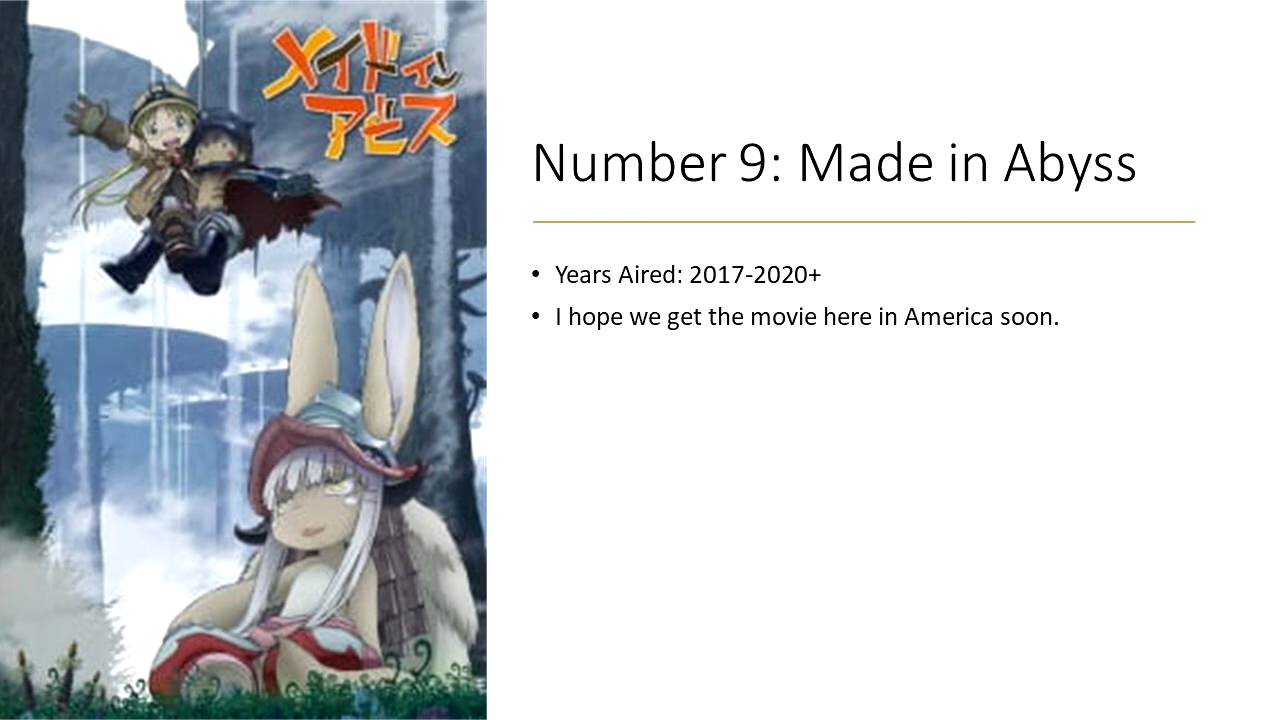 メイドイン
アビス
Number 9: Made in Abyss
• Years Aired: 2017-2020+
• I hope we get the movie here in America soon.